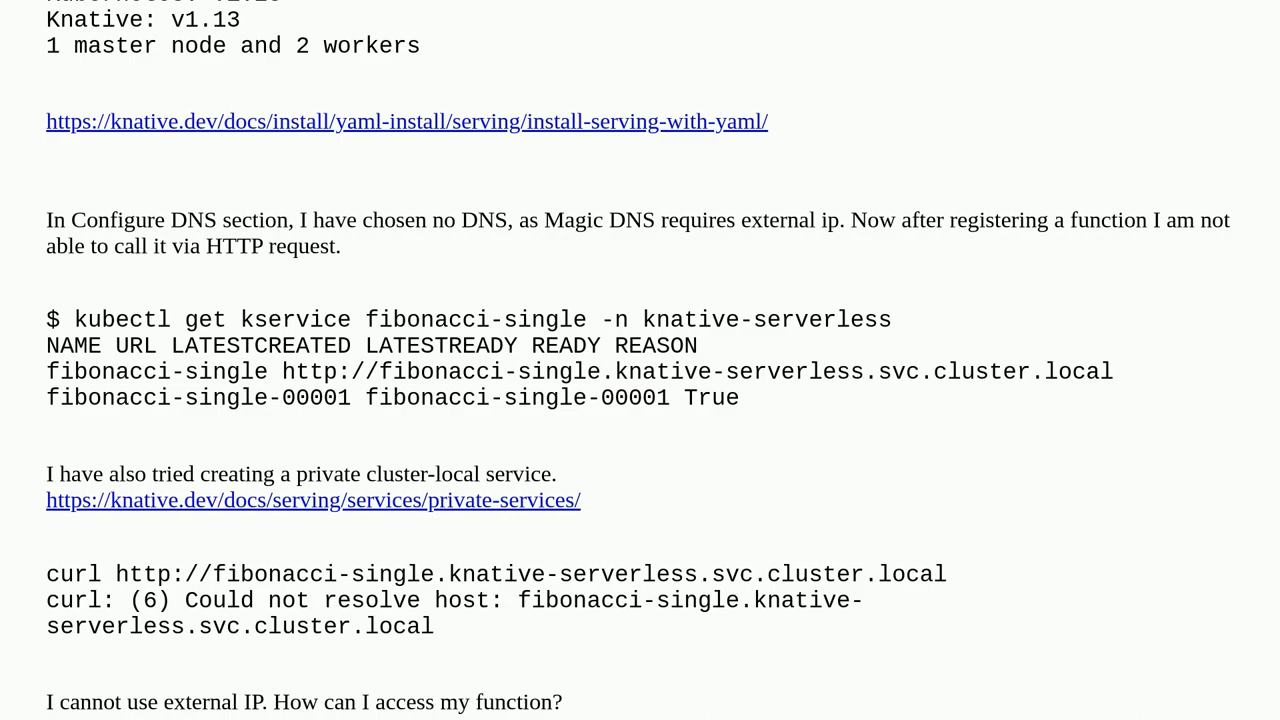 Knative: v1.13
1 master node and 2 workers
https://knative.dev/docs/install/yaml-install/serving/install-serving-with-yaml/
In Configure DNS section, I have chosen no DNS, as Magic DNS requires external ip. Now after registering a function I am not
able to call it via HTTP request.
$ kubectl get kservice fibonacci-single -n knative-serverless
NAME URL LATESTCREATED LATESTREADY READY REASON
fibonacci-single http://fibonacci-single.knative-serverless.svc.cluster.local
fibonacci-single-00001 fibonacci-single-00001 True
I have also tried creating a private cluster-local service.
https://knative.dev/docs/serving/services/private-services/
curl http://fibonacci-single.knative-serverless.svc.cluster.local
curl: (6) Could not resolve host: fibonacci-single.knative-
serverless.svc.cluster.local
I cannot use external IP. How can I access my function?